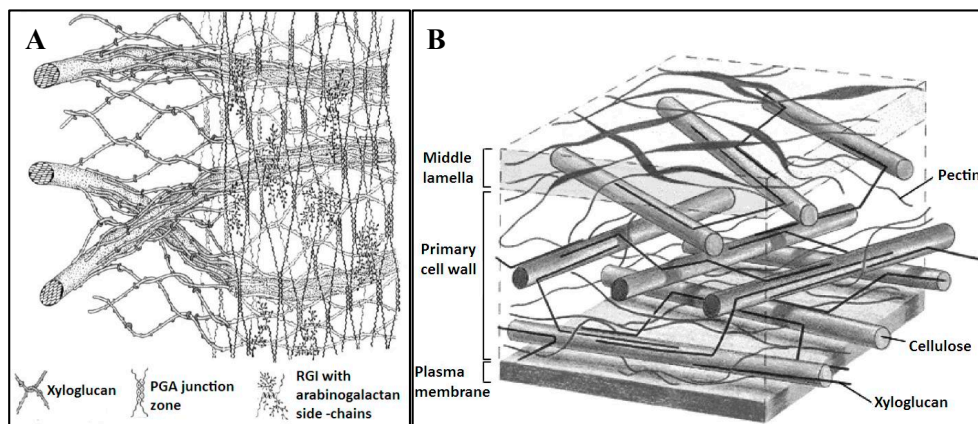 A
Xyloglucan
PGA junction
zone
RGI with
arabinogalactan
side -chains
B
Middle
lamella
Primary
cell wall
Plasma
membrane
Pectin
Cellulose
Xyloglucan